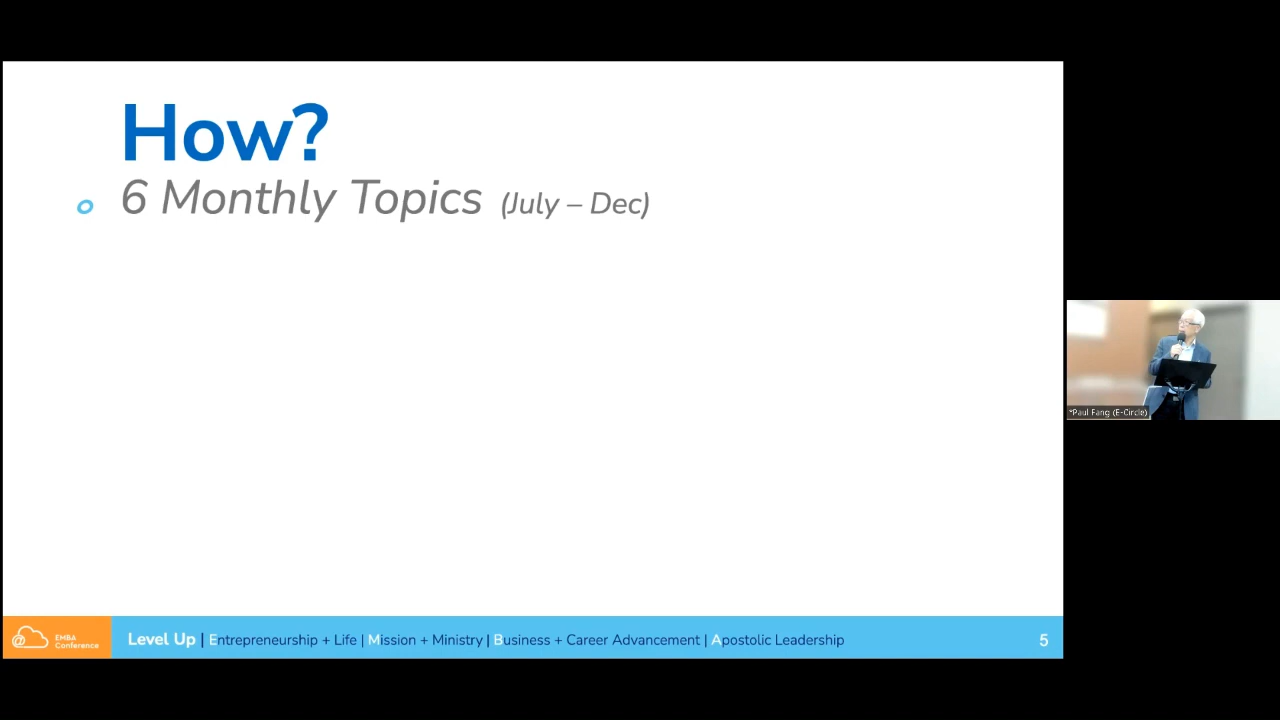 How?
6 Monthly Topics (July – Dec)
@ EMBA
Conference
Level Up | Entrepreneurship + Life | Mission + Ministry | Business + Career Advancement | Apostolic Leadership
5
*Paul Fang (E-Circle)